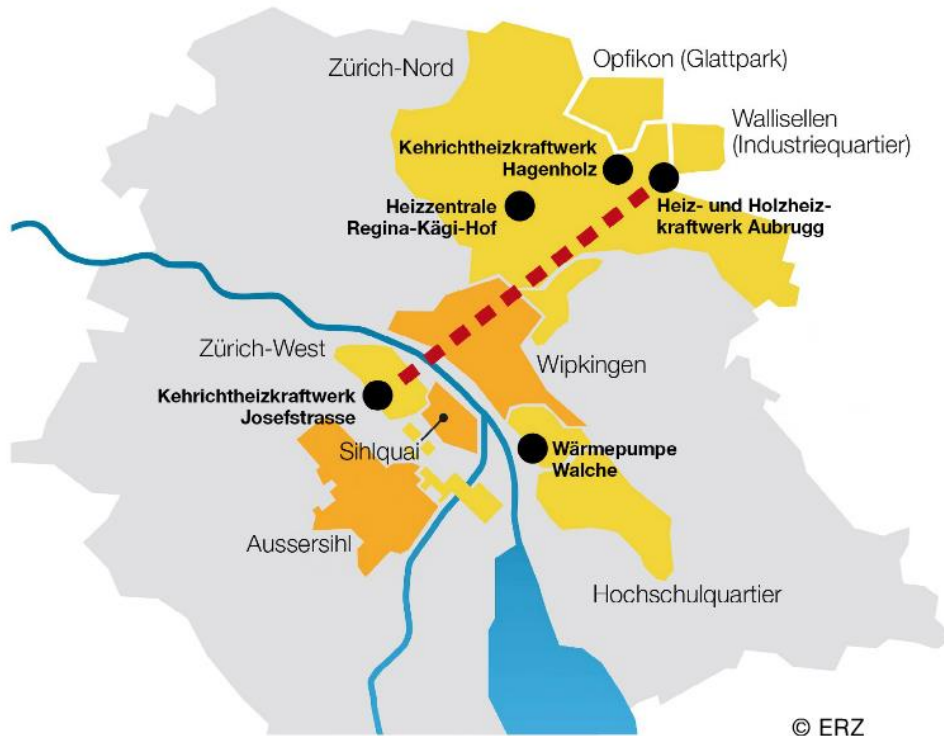 Zürich-Nord
Opfikon (Glattpark)
Wallisellen
(Industriequartier)
Kehrichtheizkraftwerk
Hagenholz
Heizzentrale
Regina-Kägi-Hof
Heiz- und Holzheiz-
kraftwerk Aubrugg
Zürich-West
Wipkingen
Kehrichtheizkraftwerk
Josefstrasse
Sihlquai
Wärmepumpe
Walche
Aussersihl
Hochschulquartier
© ERZ